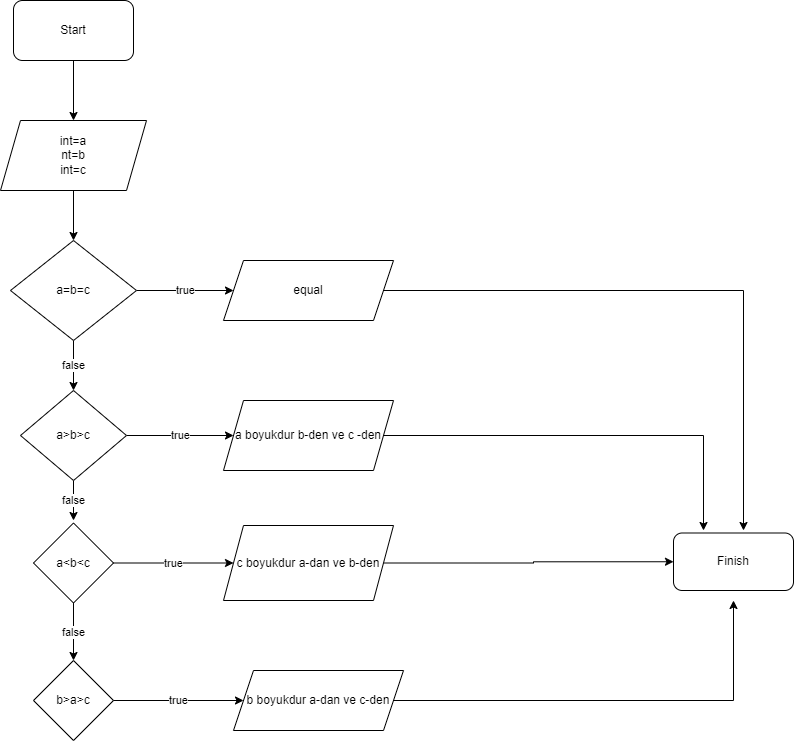 Start
int=a
nt=b
int=c
a=b=c
true
equal
false
a>b>c
true
a boyukdur b-den ve c -den
false
a<b<c
true
c boyukdur a-dan ve b-den
Finish
false
b>a>c
true
b boyukdur a-dan ve c-den